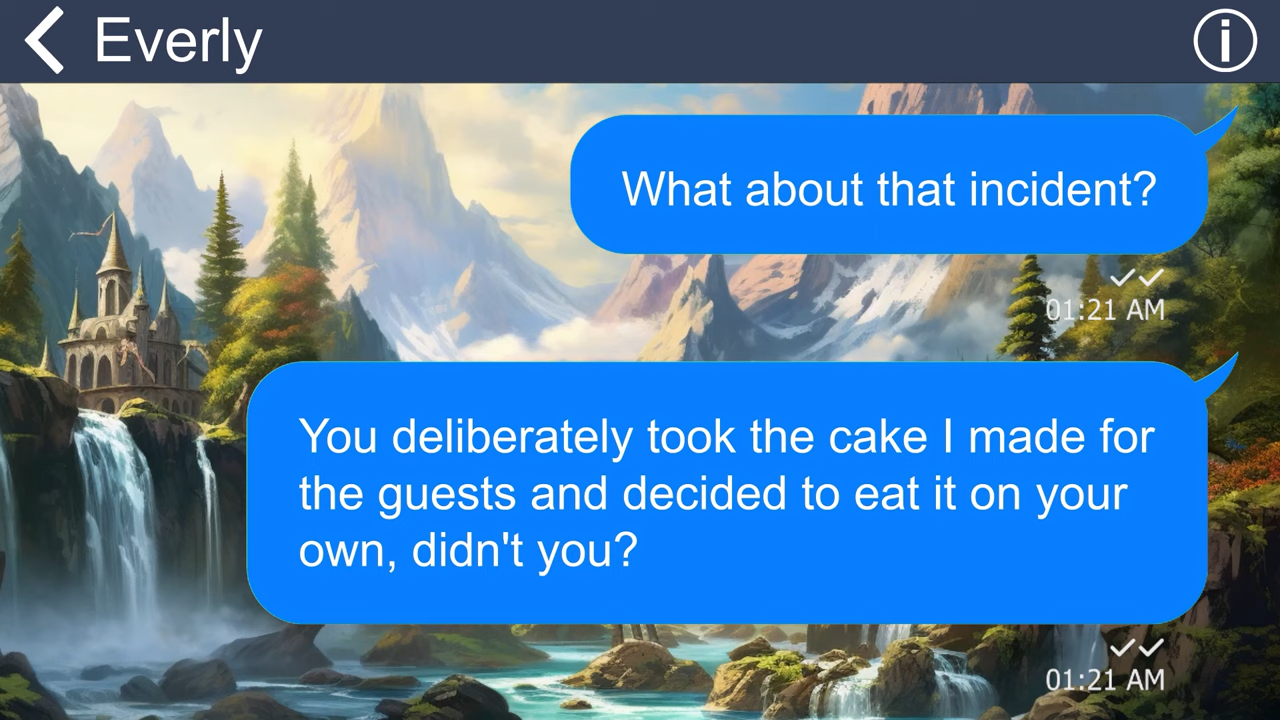 Everly
What about that incident?
01:21 AM
You deliberately took the cake I made for
the guests and decided to eat it on your
own, didn't you?
01:21 AM